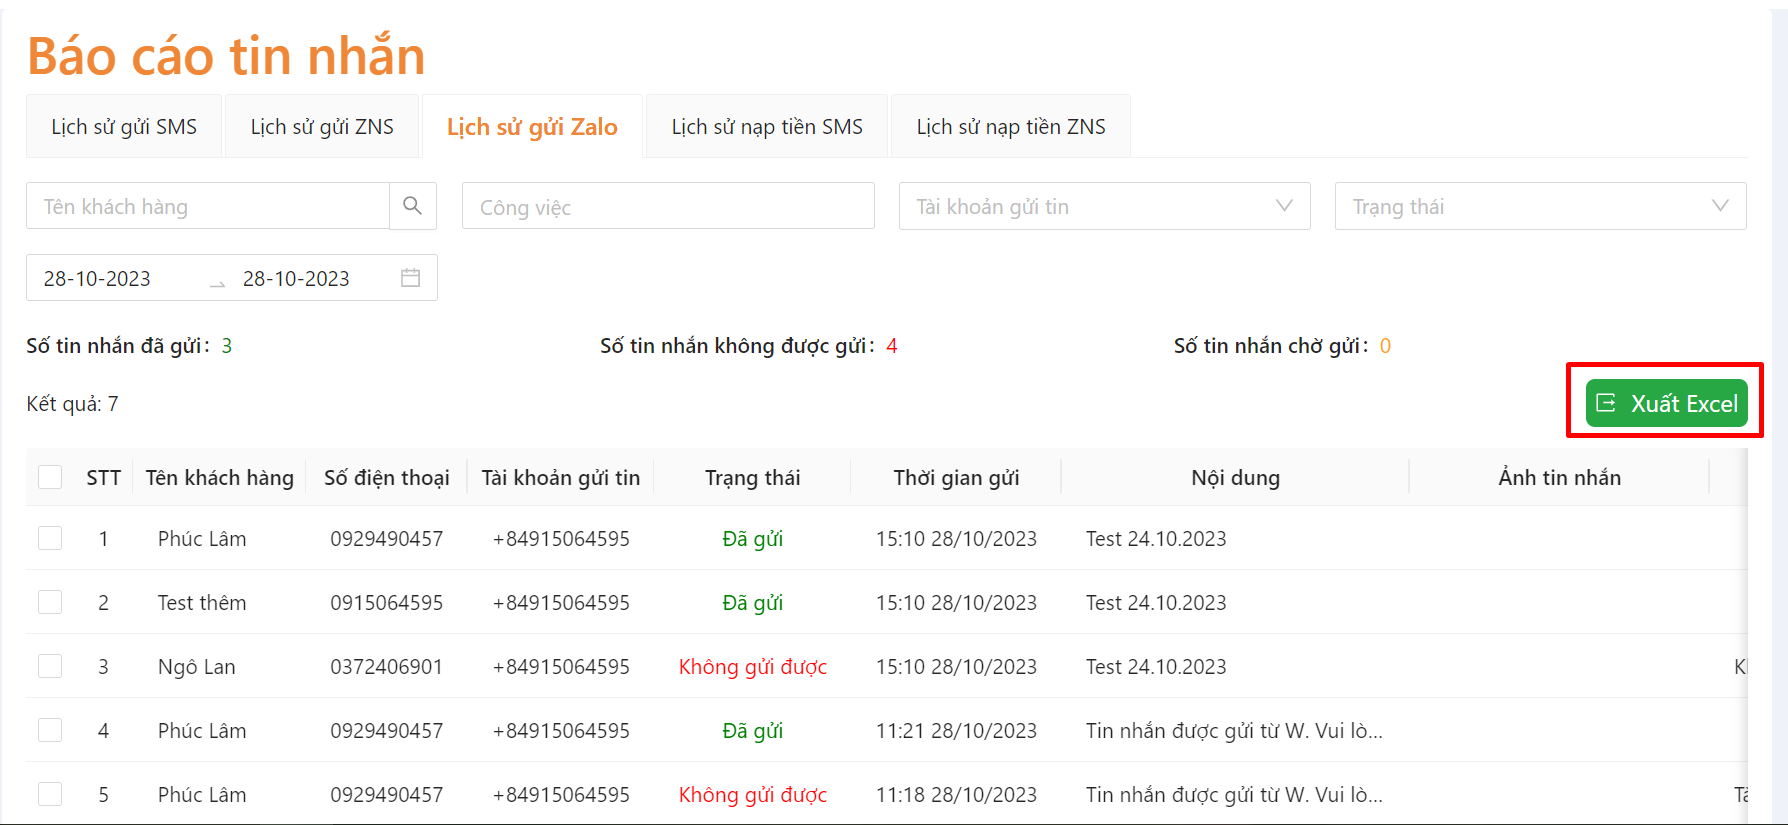 Báo cáo tin nhắn
Lịch sử gửi SMS Lịch sử gửi ZNS Lịch sử gửi Zalo Lịch sử nạp tiền SMS Lịch sử nạp tiền ZNS
Tên khách hàng Công việc Tài khoản gửi tin Trạng thái
28-10-2023 → 28-10-2023
Số tin nhắn đã gửi: 3 Số tin nhắn không được gửi: 4 Số tin nhắn chờ gửi: 0
Kết quả: 7 Xuất Excel
STT Tên khách hàng Số điện thoại Tài khoản gửi tin Trạng thái Thời gian gửi Nội dung Ảnh tin nhắn
1 Phúc Lâm 0929490457 +84915064595 Đã gửi 15:10 28/10/2023 Test 24.10.2023
2 Test thêm 0915064595 +84915064595 Đã gửi 15:10 28/10/2023 Test 24.10.2023
3 Ngô Lan 0372406901 +84915064595 Không gửi được 15:10 28/10/2023 Test 24.10.2023
4 Phúc Lâm 0929490457 +84915064595 Đã gửi 11:21 28/10/2023 Tin nhắn được gửi từ W. Vui lò...
5 Phúc Lâm 0929490457 +84915064595 Không gửi được 11:18 28/10/2023 Tin nhắn được gửi từ W. Vui lò...